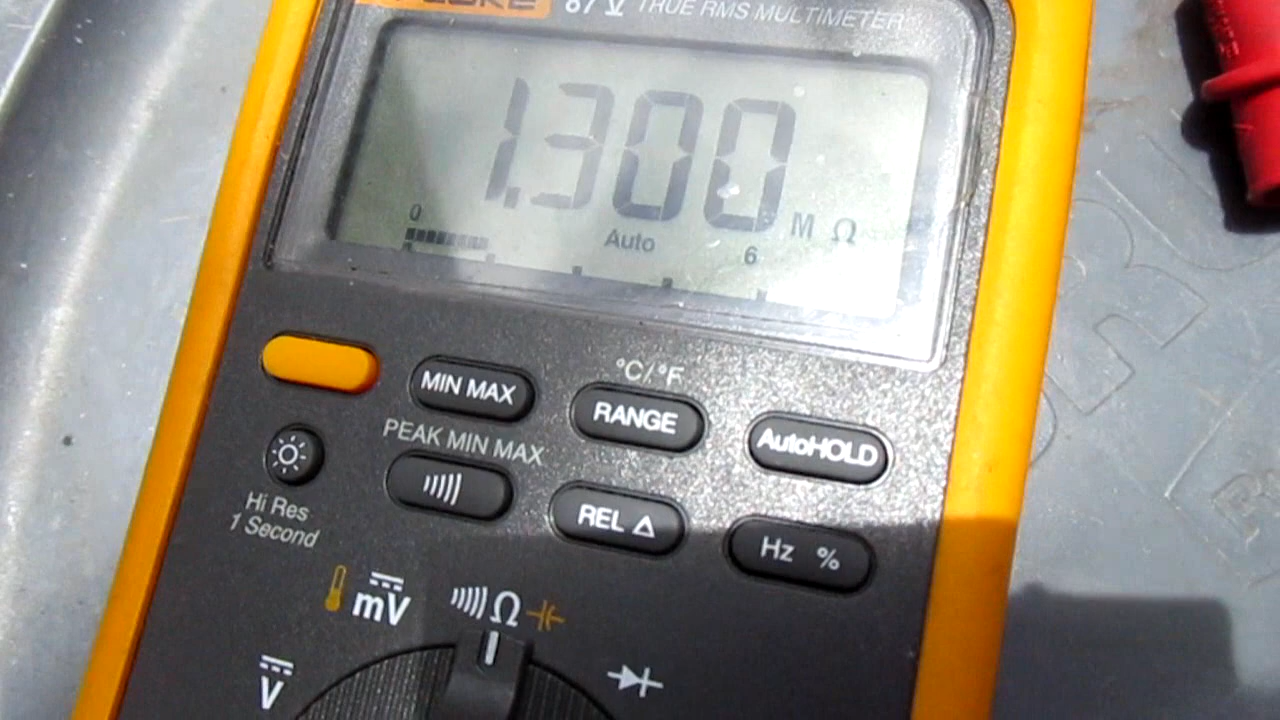 FLUKE 87 V TRUE RMS MULTIMETER
1.300 M Ω
0 Auto 6
°C/°F
MIN MAX RANGE AutoHOLD
PEAK MIN MAX
REL Δ Hz %
Hi Res
1 Second
mV Ω
V